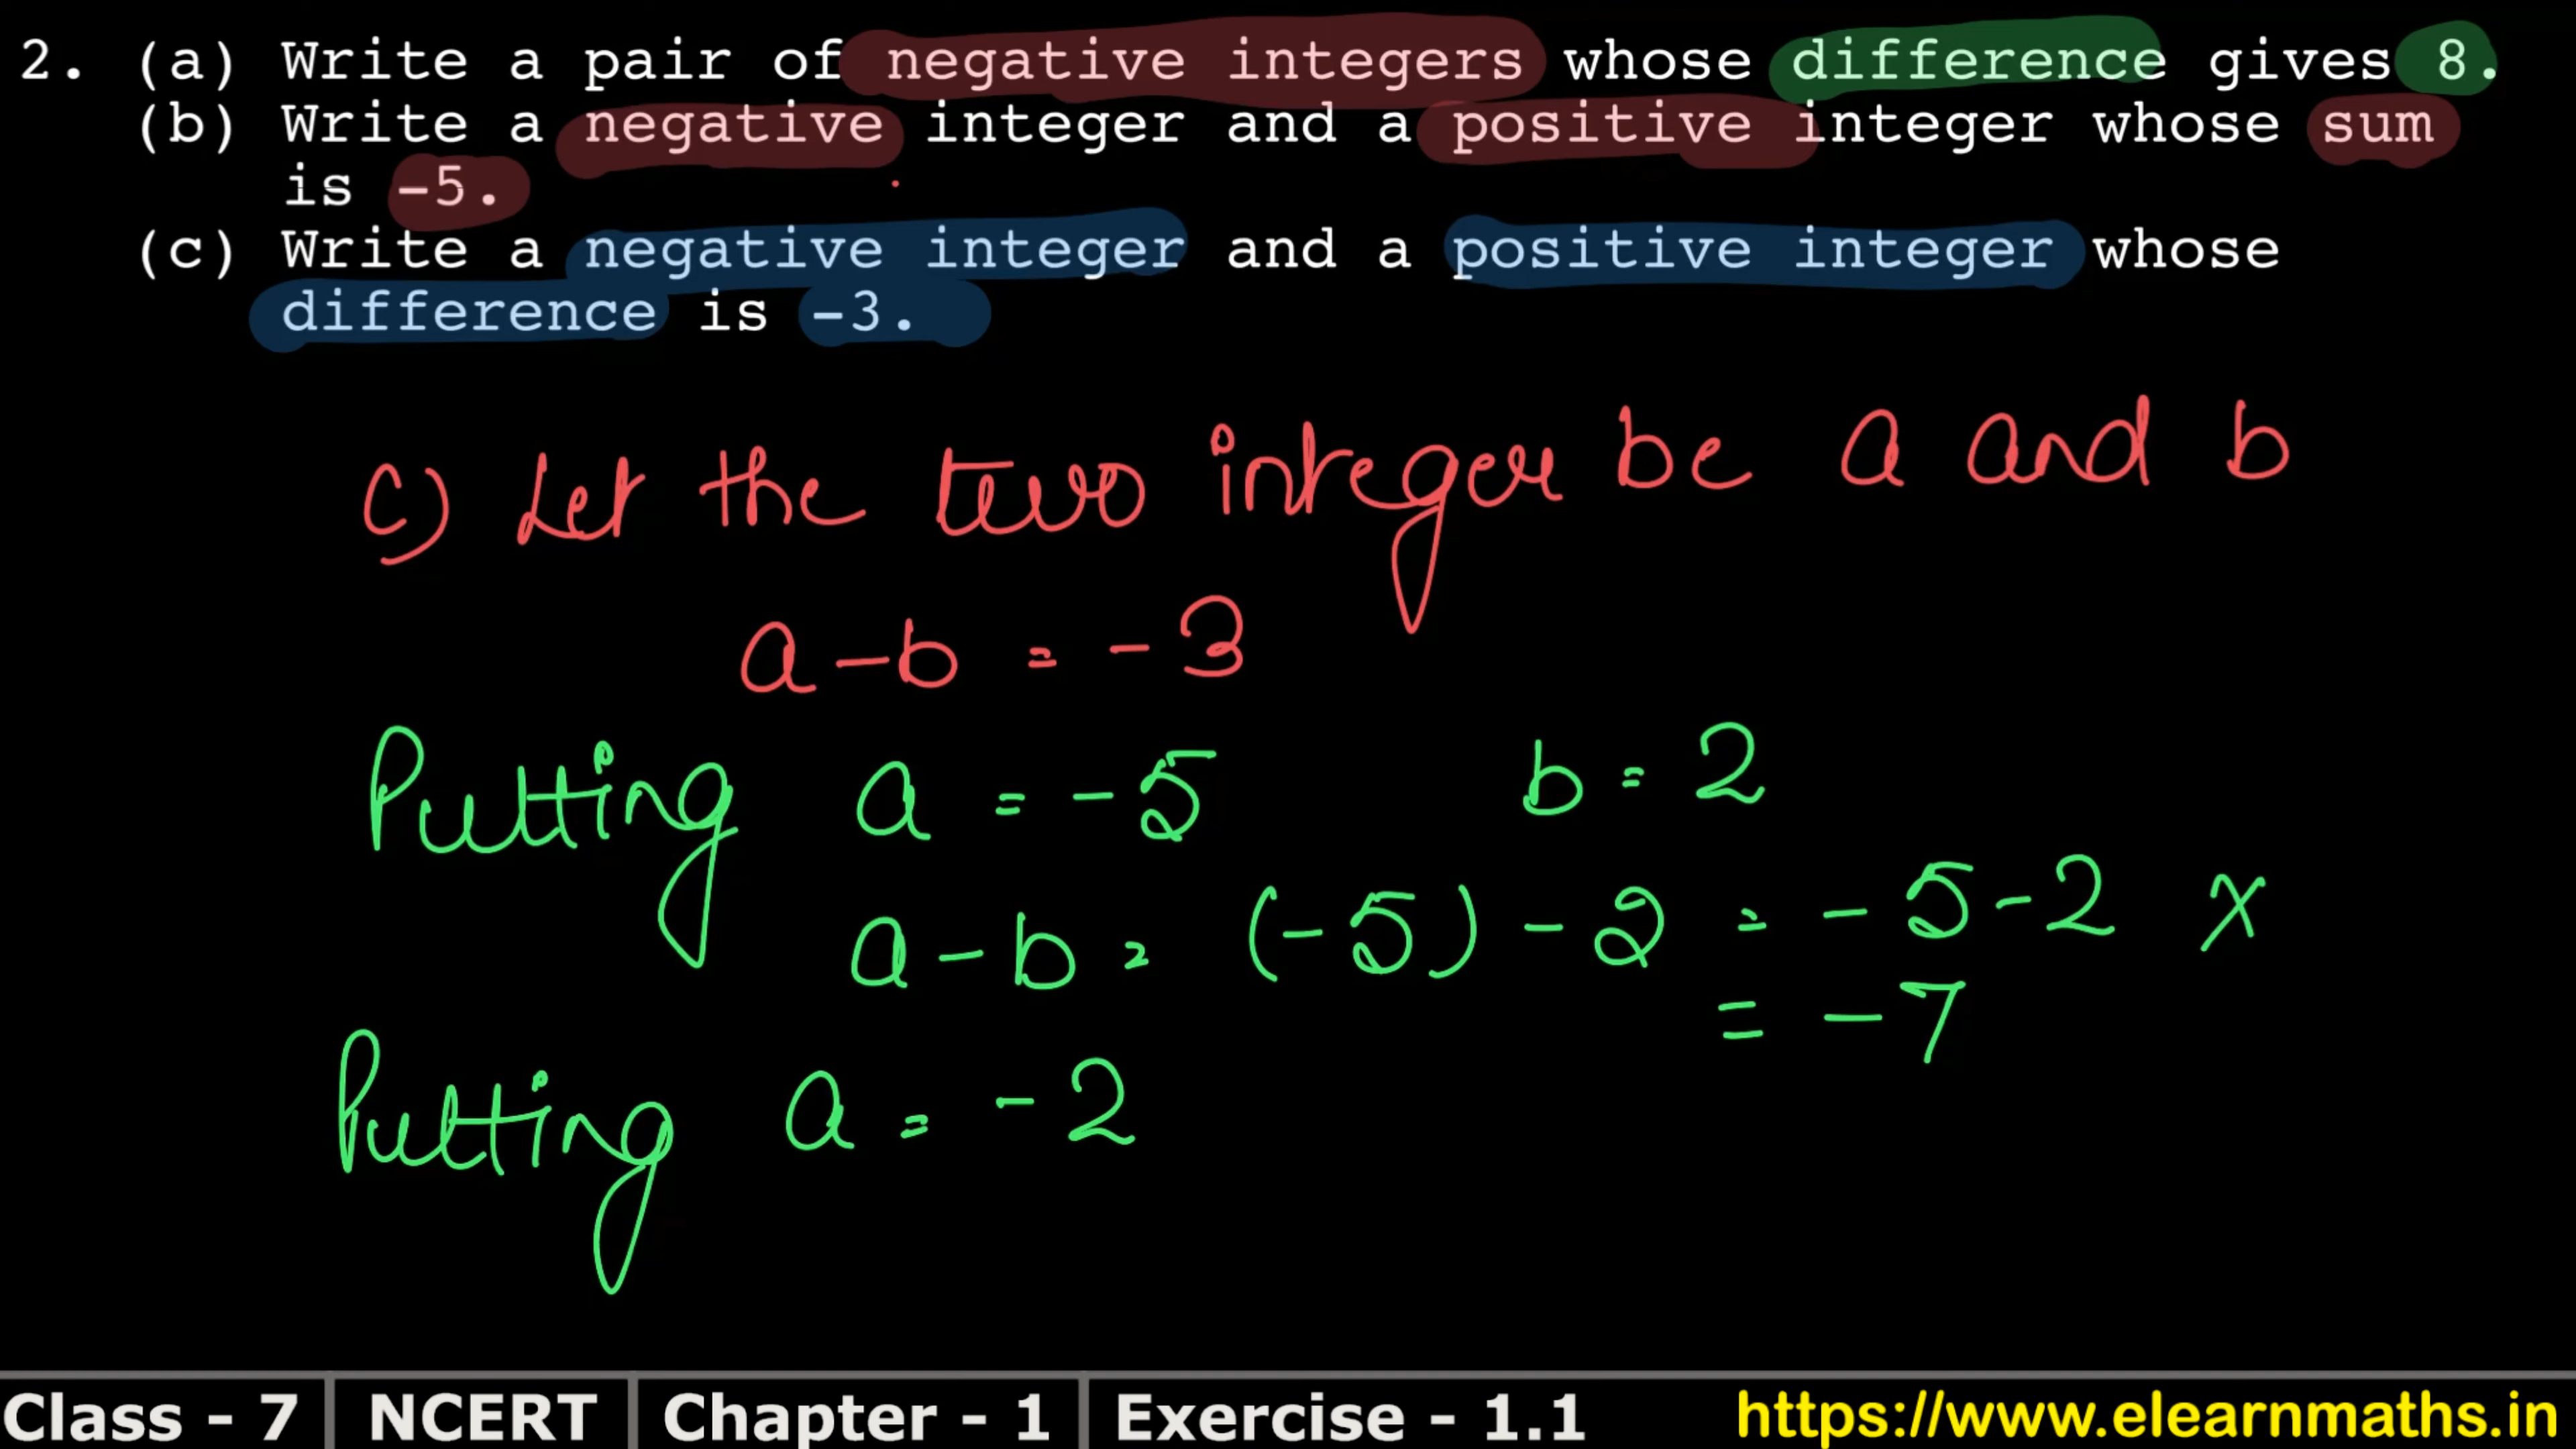 2. (a) Write a pair of negative integers whose difference gives 8.
(b) Write a negative integer and a positive integer whose sum
is -5.
(c) Write a negative integer and a positive integer whose
difference is -3.
c) Let the two integer be a and b
a - b = - 3
Putting a = - 5 b = 2
a - b = (- 5) - 2 = - 5 - 2 x
= - 7
Putting a = - 2
Class - 7 NCERT Chapter - 1 Exercise - 1.1 https://www.elearnmaths.in